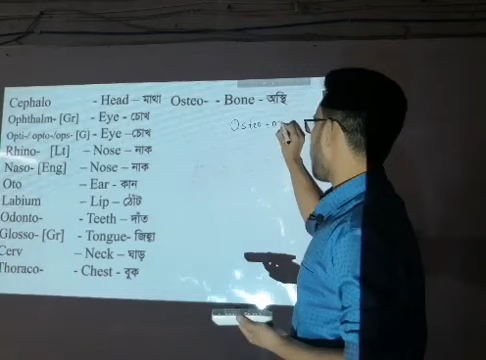 Cephalo - Head – মাথা Osteo- - Bone - অস্থি
Ophthalm- [Gr] - Eye - চোখ
Opti-/ opto-/ops- [G] - Eye –চোখ
Rhino- [Lt] – Nose – নাক
Naso- [Eng] – Nose – নাক
Oto - Ear - কান
Labium - Lip – ঠোঁট
Odonto- - Teeth – দাঁত
Glosso- [Gr] - Tongue- জিহ্বা
Cerv – Neck – ঘাড়
Thoraco- - Chest - বুক
Osteo